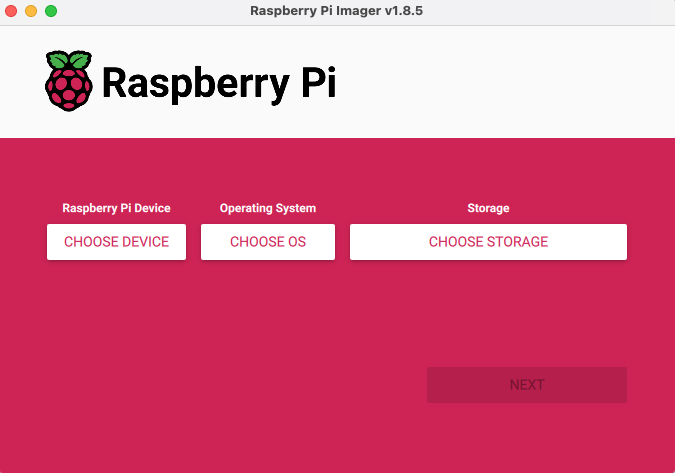 Raspberry Pi Imager v1.8.5
Raspberry Pi
Raspberry Pi Device Operating System Storage
CHOOSE DEVICE CHOOSE OS CHOOSE STORAGE
NEXT